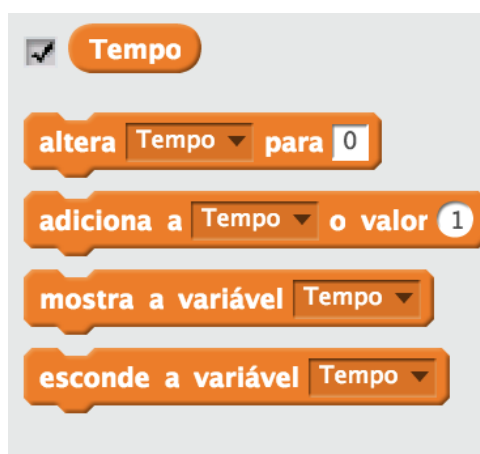 Tempo
altera Tempo para 0
adiciona a Tempo o valor 1
mostra a variável Tempo
esconde a variável Tempo